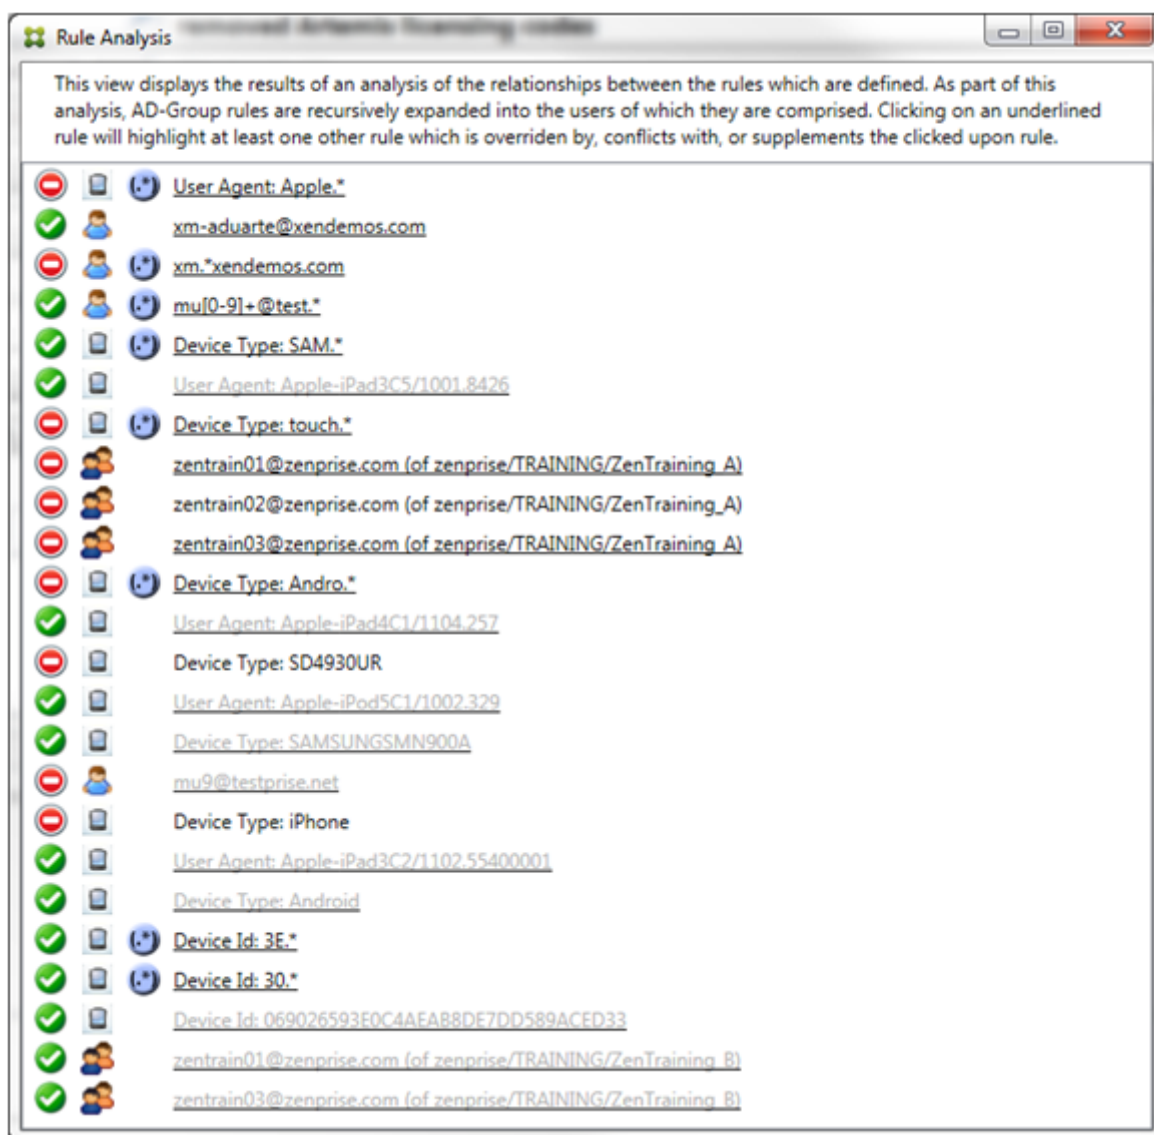 removed Artemis licensing codes
Rule Analysis
This view displays the results of an analysis of the relationships between the rules which are defined. As part of this
analysis, AD-Group rules are recursively expanded into the users of which they are comprised. Clicking on an underlined
rule will highlight at least one other rule which is overriden by, conflicts with, or supplements the clicked upon rule.
(.*) User Agent: Apple.*
xm-aduarte@xendemos.com
(.*) xm.*xendemos.com
(.*) mu[0-9]+@test.*
(.*) Device Type: SAM.*
User Agent: Apple-iPad3C5/1001.8426
(.*) Device Type: touch.*
zentrain01@zenprise.com (of zenprise/TRAINING/ZenTraining_A)
zentrain02@zenprise.com (of zenprise/TRAINING/ZenTraining_A)
zentrain03@zenprise.com (of zenprise/TRAINING/ZenTraining_A)
(.*) Device Type: Andro.*
User Agent: Apple-iPad4C1/1104.257
Device Type: SD4930UR
User Agent: Apple-iPod5C1/1002.329
Device Type: SAMSUNGSMN900A
mu9@testprise.net
Device Type: iPhone
User Agent: Apple-iPad3C2/1102.55400001
Device Type: Android
(.*) Device Id: 3E.*
(.*) Device Id: 30.*
Device Id: 069026593E0C4AEAB8DE7DD589ACED33
zentrain01@zenprise.com (of zenprise/TRAINING/ZenTraining_B)
zentrain03@zenprise.com (of zenprise/TRAINING/ZenTraining_B)